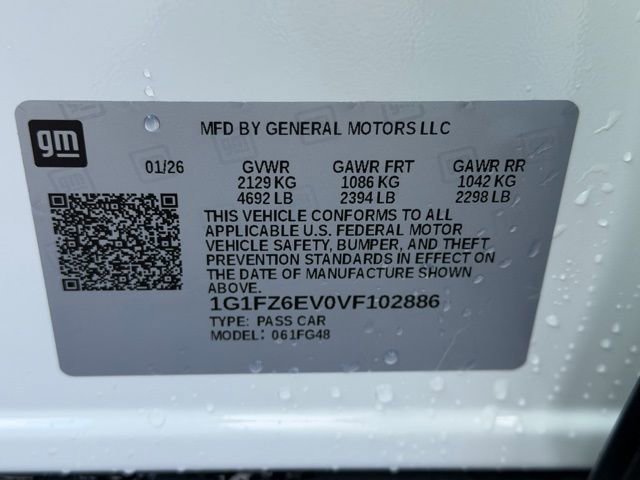 gm
MFD BY GENERAL MOTORS LLC
01/26 GVWR GAWR FRT GAWR RR
2129 KG 1086 KG 1042 KG
4692 LB 2394 LB 2298 LB
THIS VEHICLE CONFORMS TO ALL
APPLICABLE U.S. FEDERAL MOTOR
VEHICLE SAFETY, BUMPER, AND THEFT
PREVENTION STANDARDS IN EFFECT ON
THE DATE OF MANUFACTURE SHOWN
ABOVE.
1G1FZ6EV0VF102886
TYPE: PASS CAR
MODEL: 061FG48